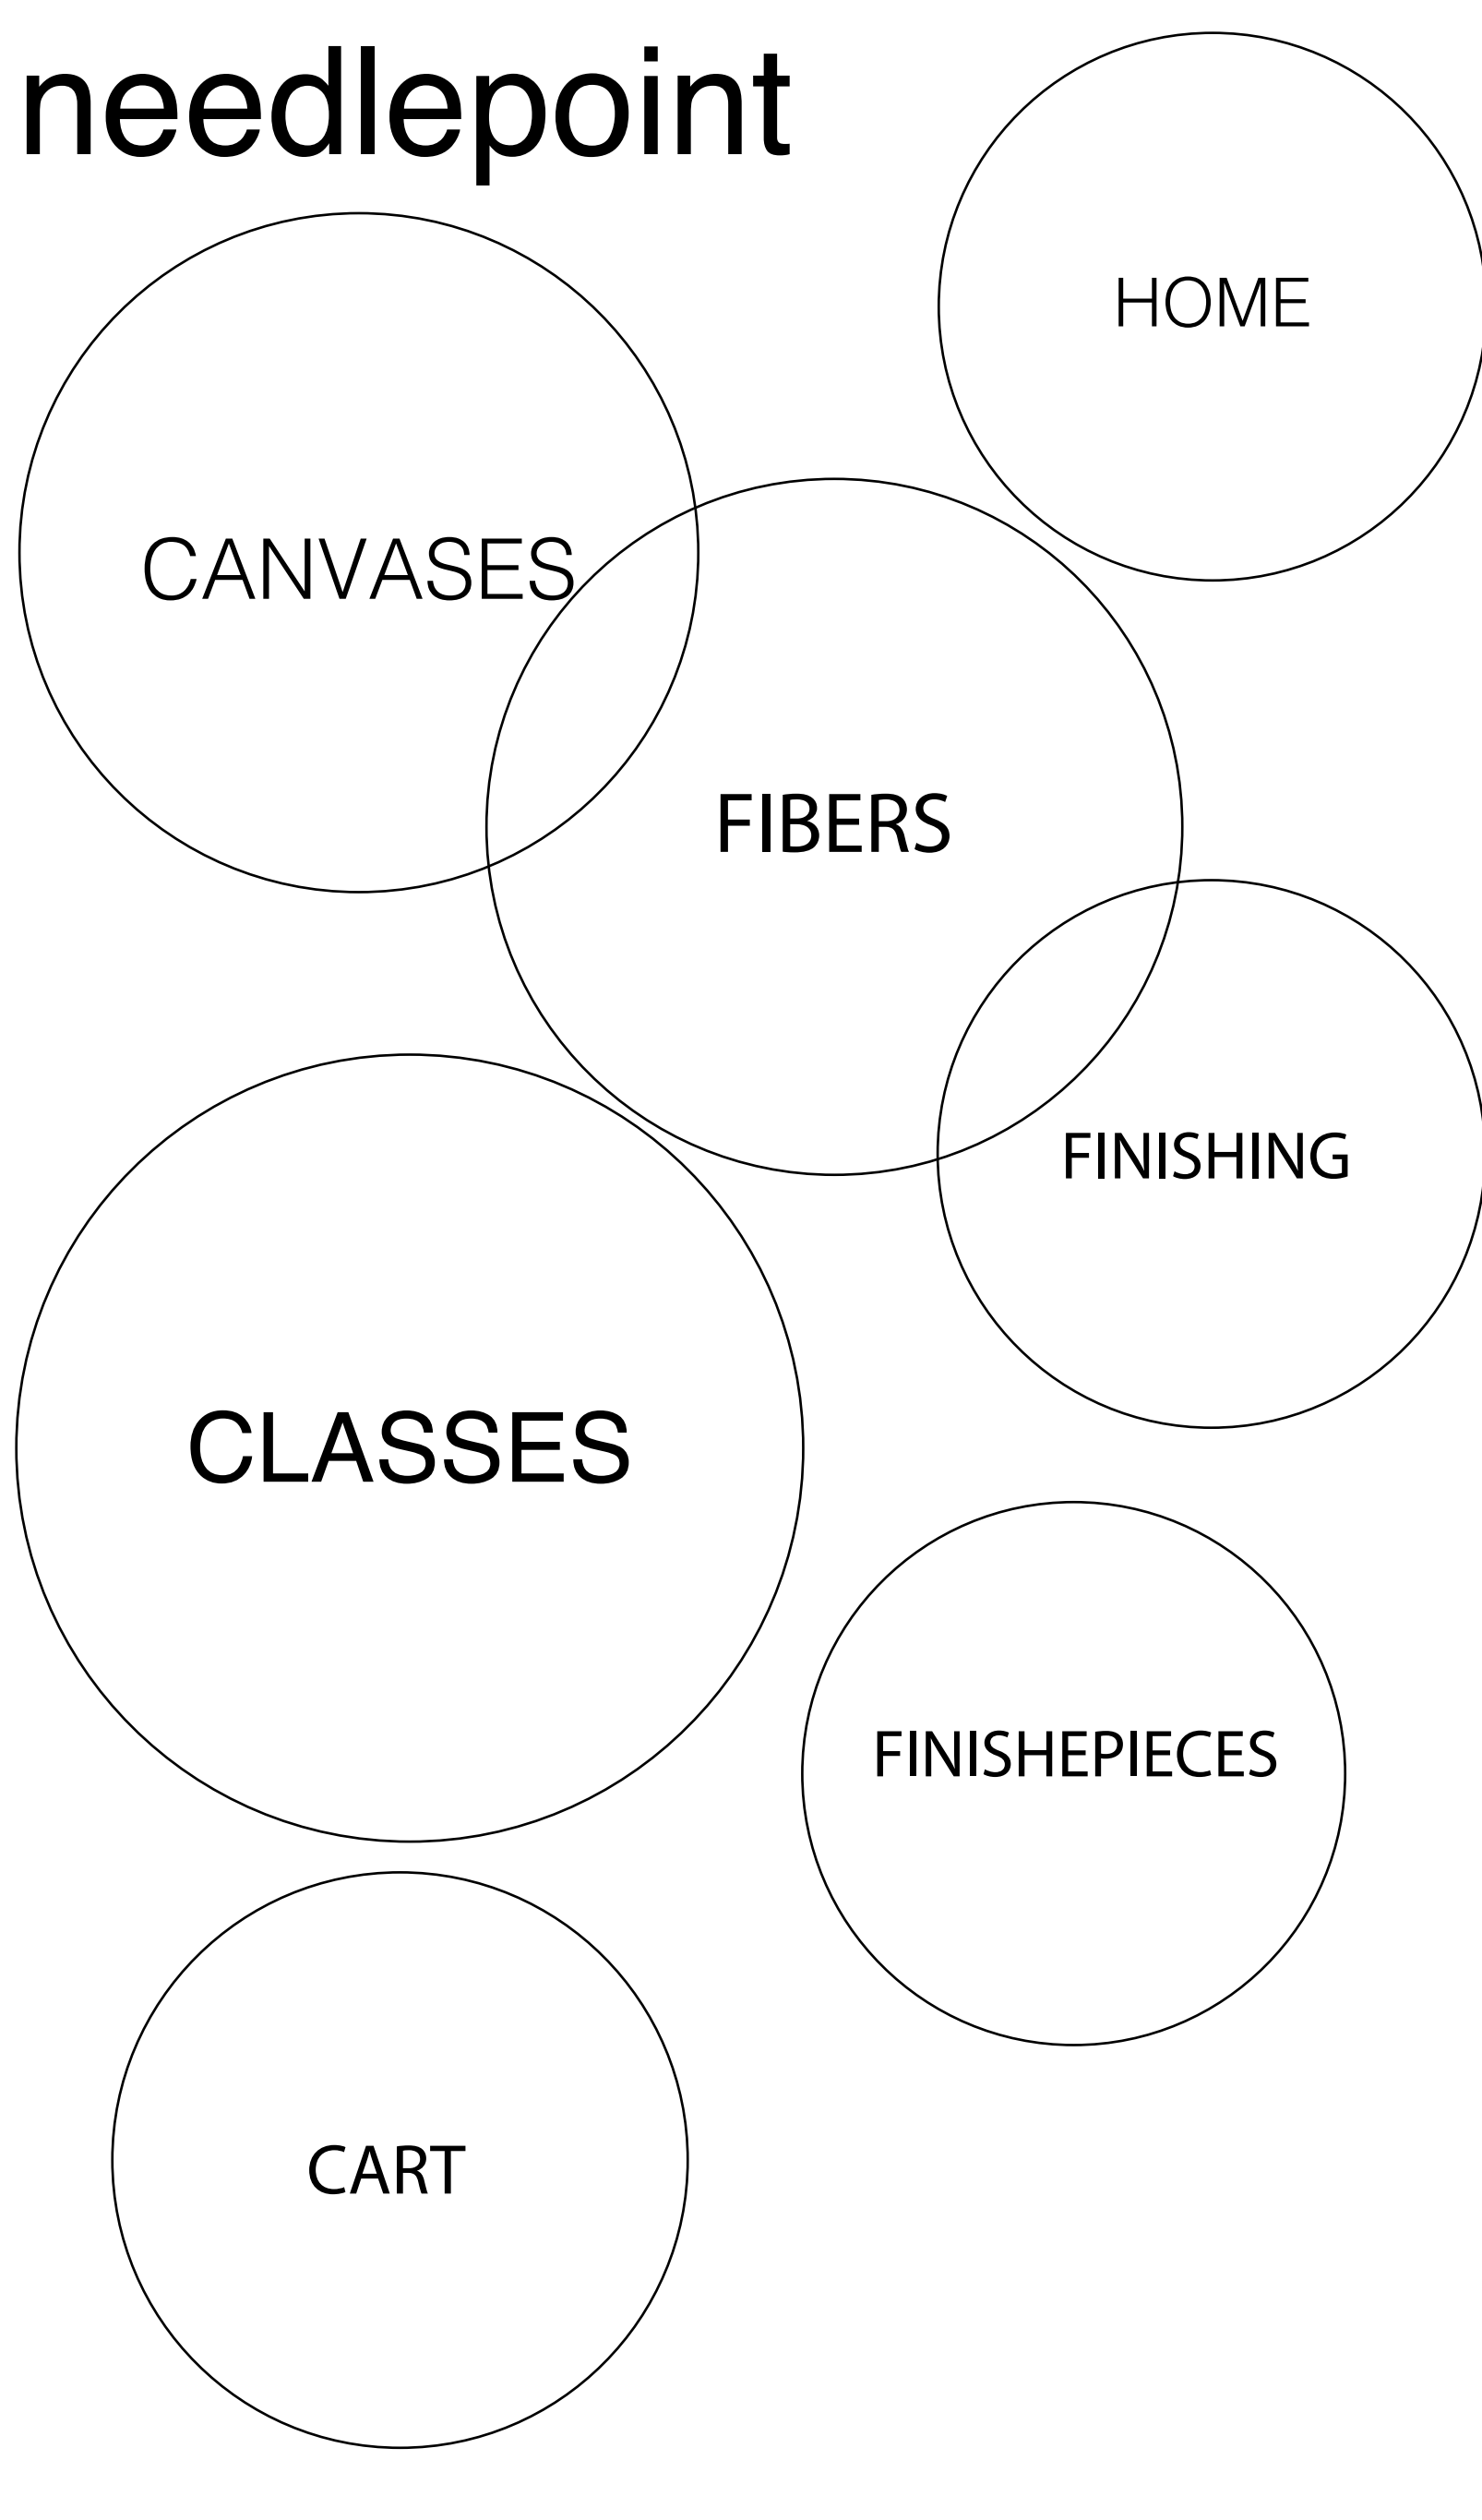 needlepoint
HOME
CANVASES
FIBERS
FINISHING
CLASSES
FINISHEPIECES
CART